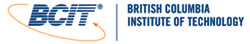 BCIT®
BRITISH COLUMBIA
INSTITUTE OF TECHNOLOGY